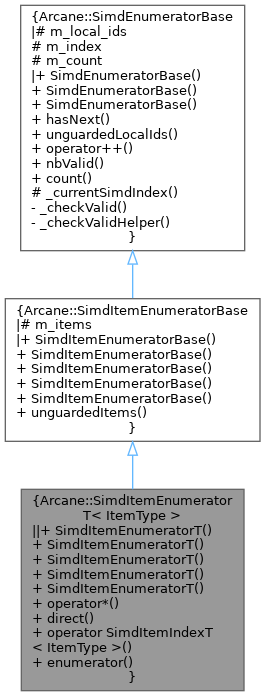 {Arcane::SimdEnumeratorBase
|# m_local_ids
# m_index
# m_count
|+ SimdEnumeratorBase()
+ SimdEnumeratorBase()
+ SimdEnumeratorBase()
+ hasNext()
+ unguardedLocalIds()
+ operator++()
+ nbValid()
+ count()
# _currentSimdIndex()
- _checkValid()
- _checkValidHelper()
}
{Arcane::SimdItemEnumeratorBase
|# m_items
|+ SimdItemEnumeratorBase()
+ SimdItemEnumeratorBase()
+ SimdItemEnumeratorBase()
+ SimdItemEnumeratorBase()
+ SimdItemEnumeratorBase()
+ unguardedItems()
}
{Arcane::SimdItemEnumerator
T< ItemType >
||+ SimdItemEnumeratorT()
+ SimdItemEnumeratorT()
+ SimdItemEnumeratorT()
+ SimdItemEnumeratorT()
+ SimdItemEnumeratorT()
+ operator*()
+ direct()
+ operator SimdItemIndexT
< ItemType >()
+ enumerator()
}